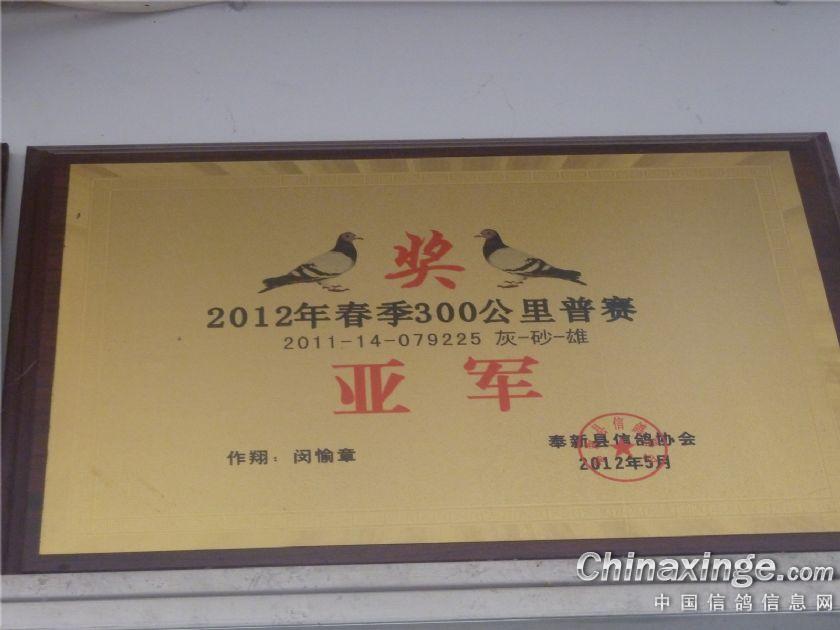 奖
2012年春季300公里普赛
2011-14-079225 灰-砂-雄
亚军
作翔：闵愉章
奉新县信鸽协会
2012年5月
Chinaxinge.com
中国信鸽信息网